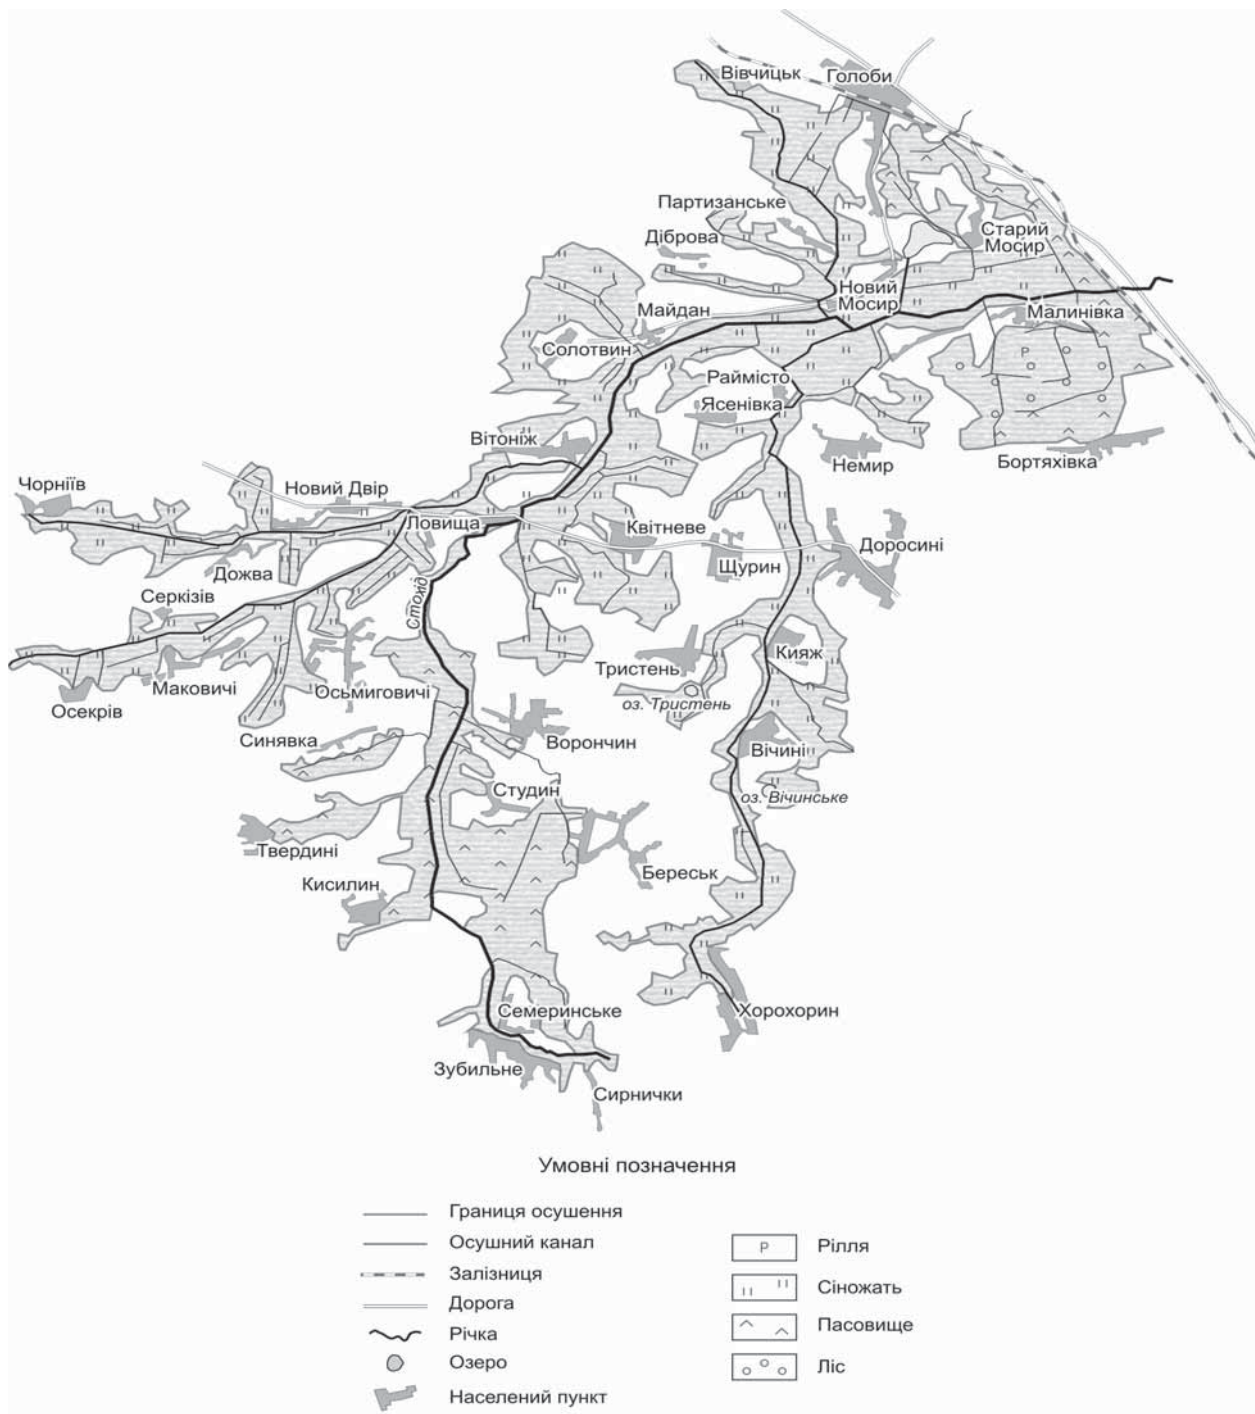 Вівчицьк
Голоби
Партизанське
Діброва
Старий
Мосир
Новий
Мосир
Майдан
Малинівка
Солотвин
Раймісто
Ясенівка
Вітоніж
Немир
Бортяхівка
Чорніїв
Новий Двір
Ловища
Квітневе
Щурин
Доросині
Дожва
Серкізів
Стохід
Тристень
Кияж
Маковичі
Осьмиговичі
Осекрів
оз. Тристень
Синявка
Ворончин
Вічині
Студин
оз. Вічинське
Твердині
Береськ
Кисилин
Семеринське
Хорохорин
Зубильне
Сирнички
Умовні позначення
Границя осушення
Осушний канал
Залізниця
Дорога
Річка
Озеро
Населений пункт
Р Рілля
Сіножать
Пасовище
Ліс